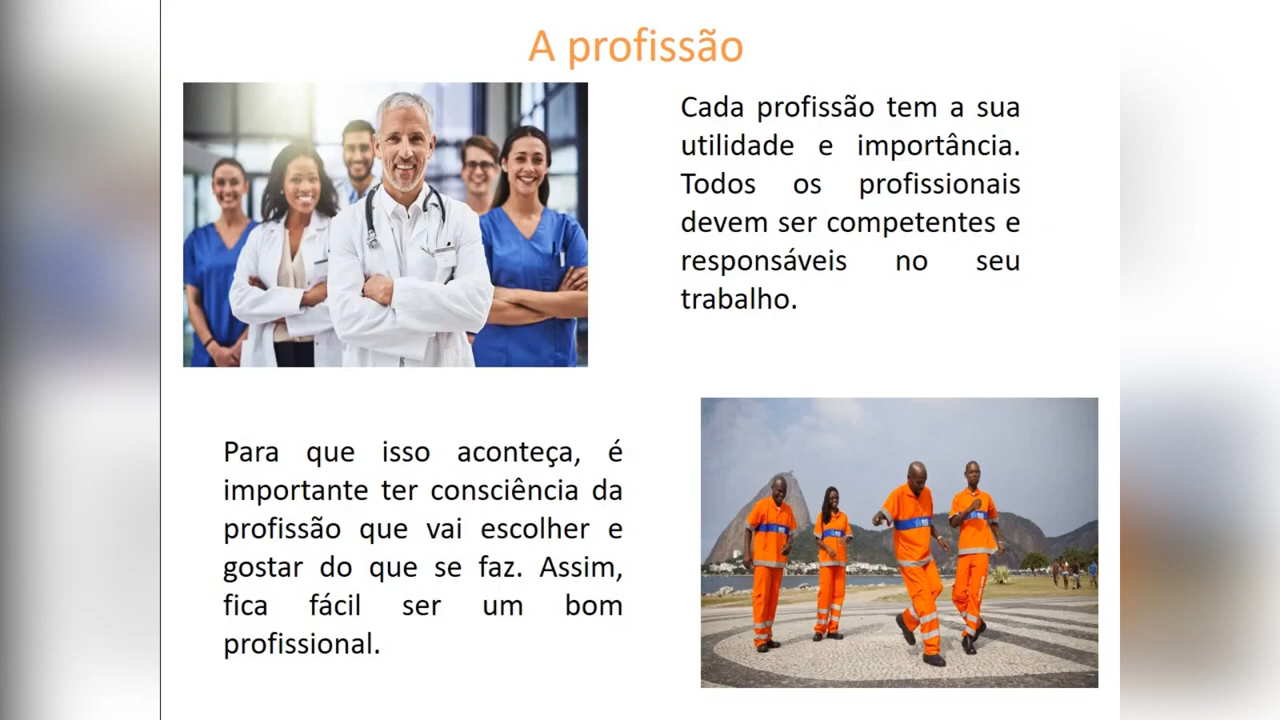 A profissão
Cada profissão tem a sua
utilidade e importância.
Todos os profissionais
devem ser competentes e
responsáveis no seu
trabalho.
Para que isso aconteça, é
importante ter consciência da
profissão que vai escolher e
gostar do que se faz. Assim,
fica fácil ser um bom
profissional.